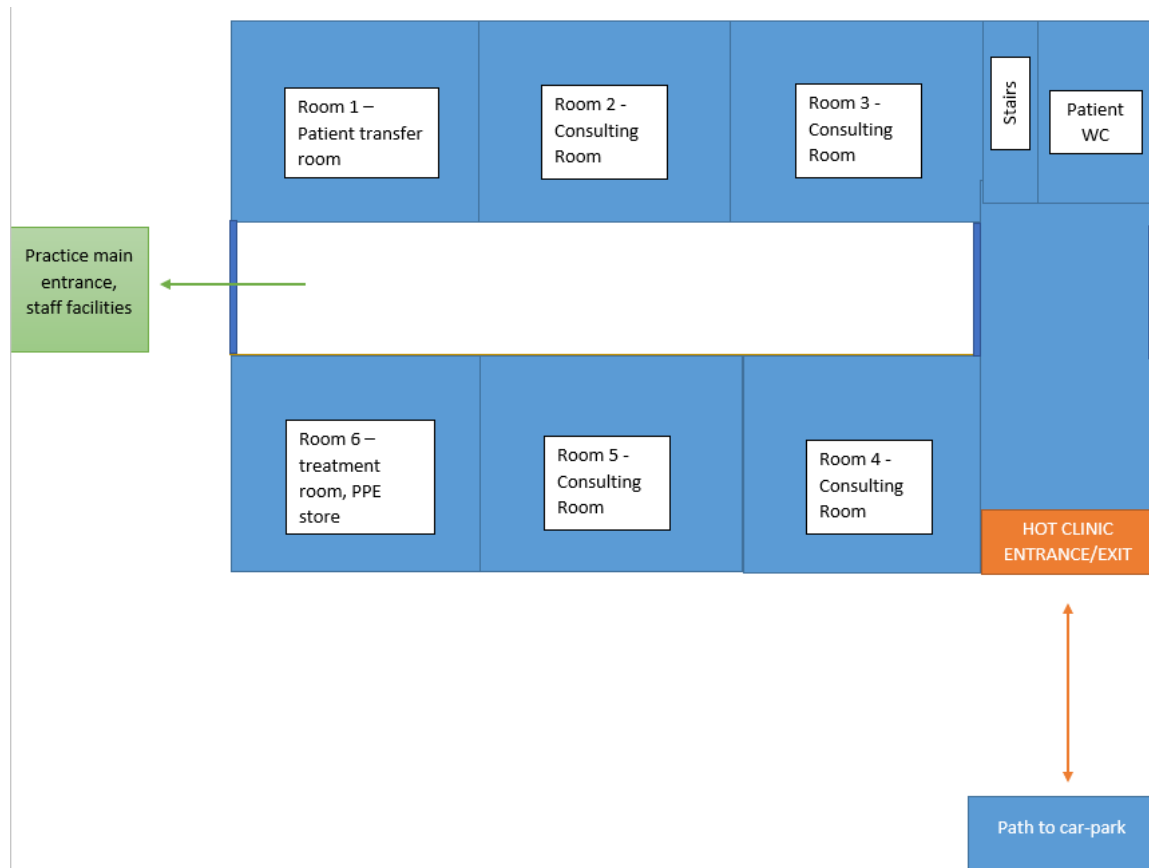 Room 1 –
Patient transfer
room
Room 2 -
Consulting
Room
Room 3 -
Consulting
Room
Stairs
Patient
WC
Practice main
entrance,
staff facilities
Room 6 –
treatment
room, PPE
store
Room 5 -
Consulting
Room
Room 4 -
Consulting
Room
HOT CLINIC
ENTRANCE/EXIT
Path to car-park